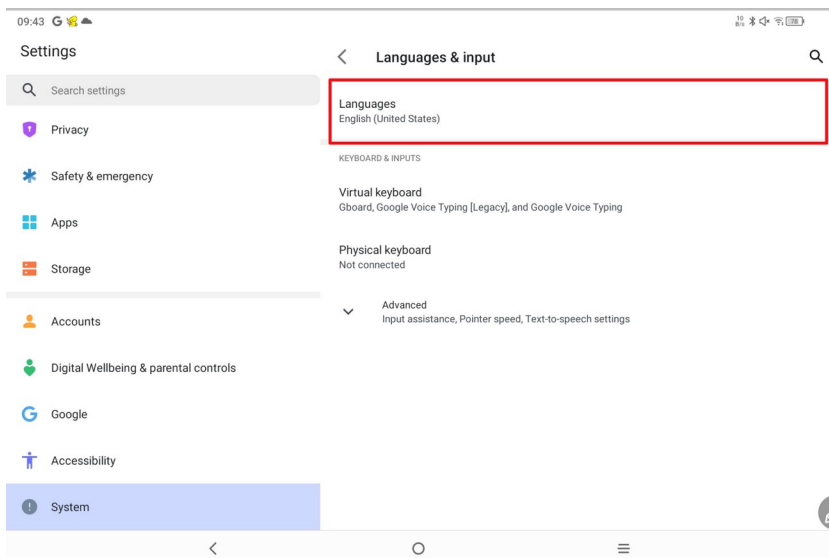 09:43
10
B/s
78
Settings
Search settings
Privacy
Safety & emergency
Apps
Storage
Accounts
Digital Wellbeing & parental controls
Google
Accessibility
System
Languages & input
Languages
English (United States)
KEYBOARD & INPUTS
Virtual keyboard
Gboard, Google Voice Typing [Legacy], and Google Voice Typing
Physical keyboard
Not connected
Advanced
Input assistance, Pointer speed, Text-to-speech settings